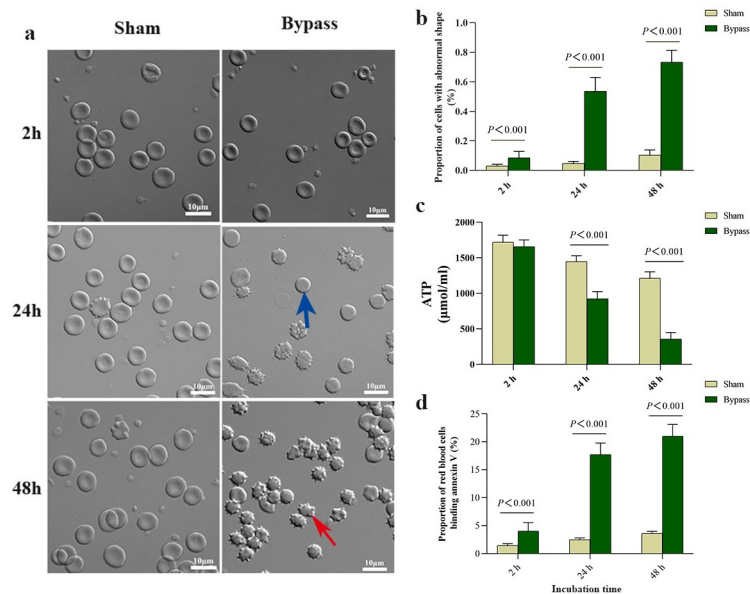 a
Sham
Bypass
2h
10μm
10μm
24h
10μm
10μm
48h
10μm
10μm
b
Sham
Bypass
Proportion of cells with abnormal shape
(%)
1.0
0.8
0.6
0.4
0.2
0.0
P＜0.001
P＜0.001
P＜0.001
2 h
24 h
48 h
c
Sham
Bypass
ATP
(μmol/ml)
2000
1500
1000
500
0
P＜0.001
P＜0.001
2 h
24 h
48 h
d
Sham
Bypass
Proportion of red blood cells
binding annexin V (%)
25
20
15
10
5
0
P＜0.001
P＜0.001
P＜0.001
2 h
24 h
48 h
Incubation time